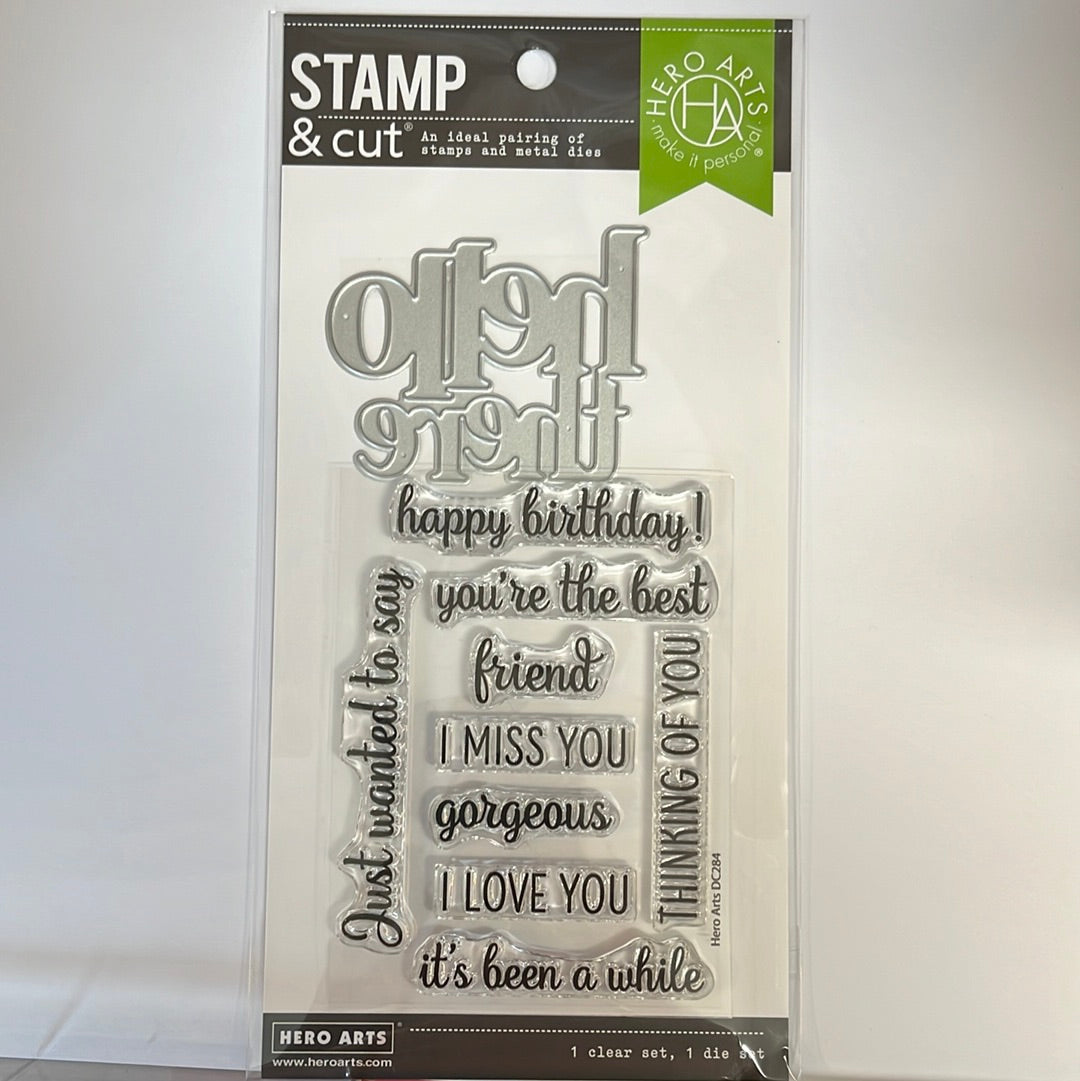 STAMP
& cut®
An ideal pairing of
stamps and metal dies
HERO ARTS
HA
make it personal®
hello
there
happy birthday!
you're the best
Just wanted to say
friend
I MISS YOU
gorgeous
I LOVE YOU
THINKING OF YOU
Hero Arts DC284
it's been a while
HERO ARTS®
www.heroarts.com
1 clear set, 1 die set